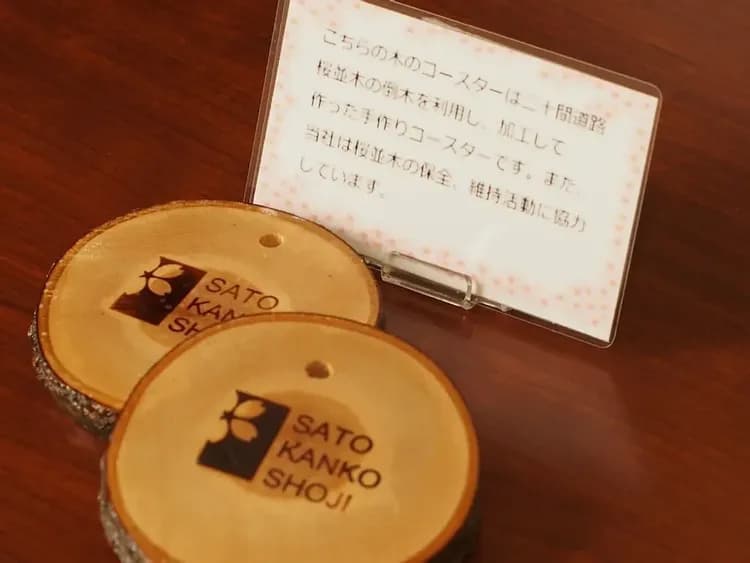 こちらの木のコースターは二十間道路
桜並木の倒木を利用し、加工して
作った手作りコースターです。また、
当社は桜並木の保全、維持活動に協力
しています。
SATO
KANKO
SH
SATO
KANKO
SHOJI